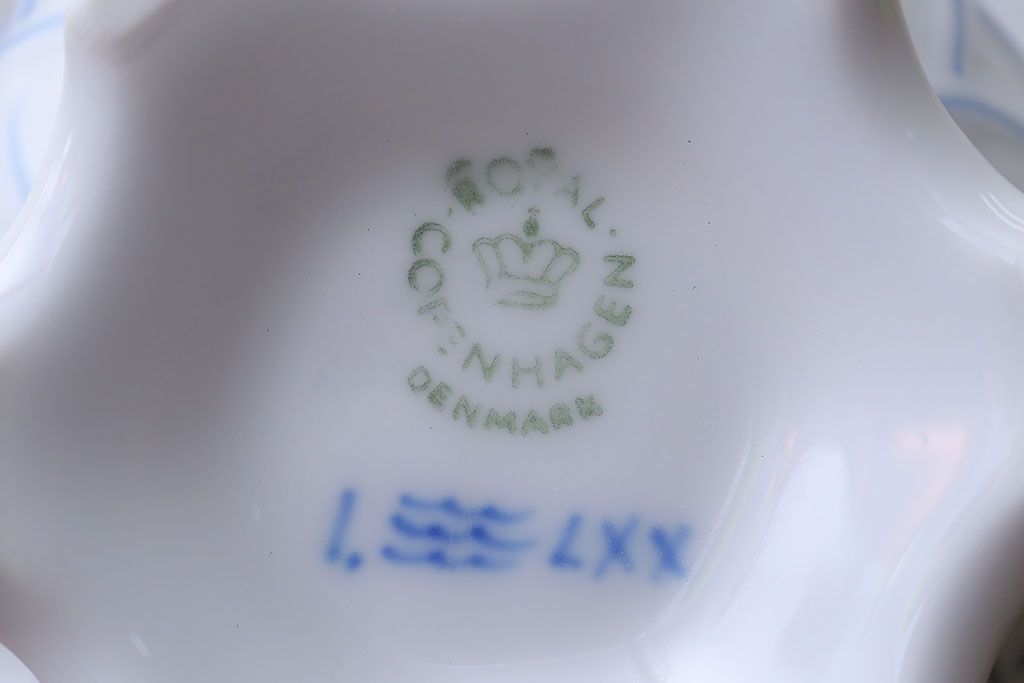 ROYAL
COPENHAGEN
DENMARK
1. LXX